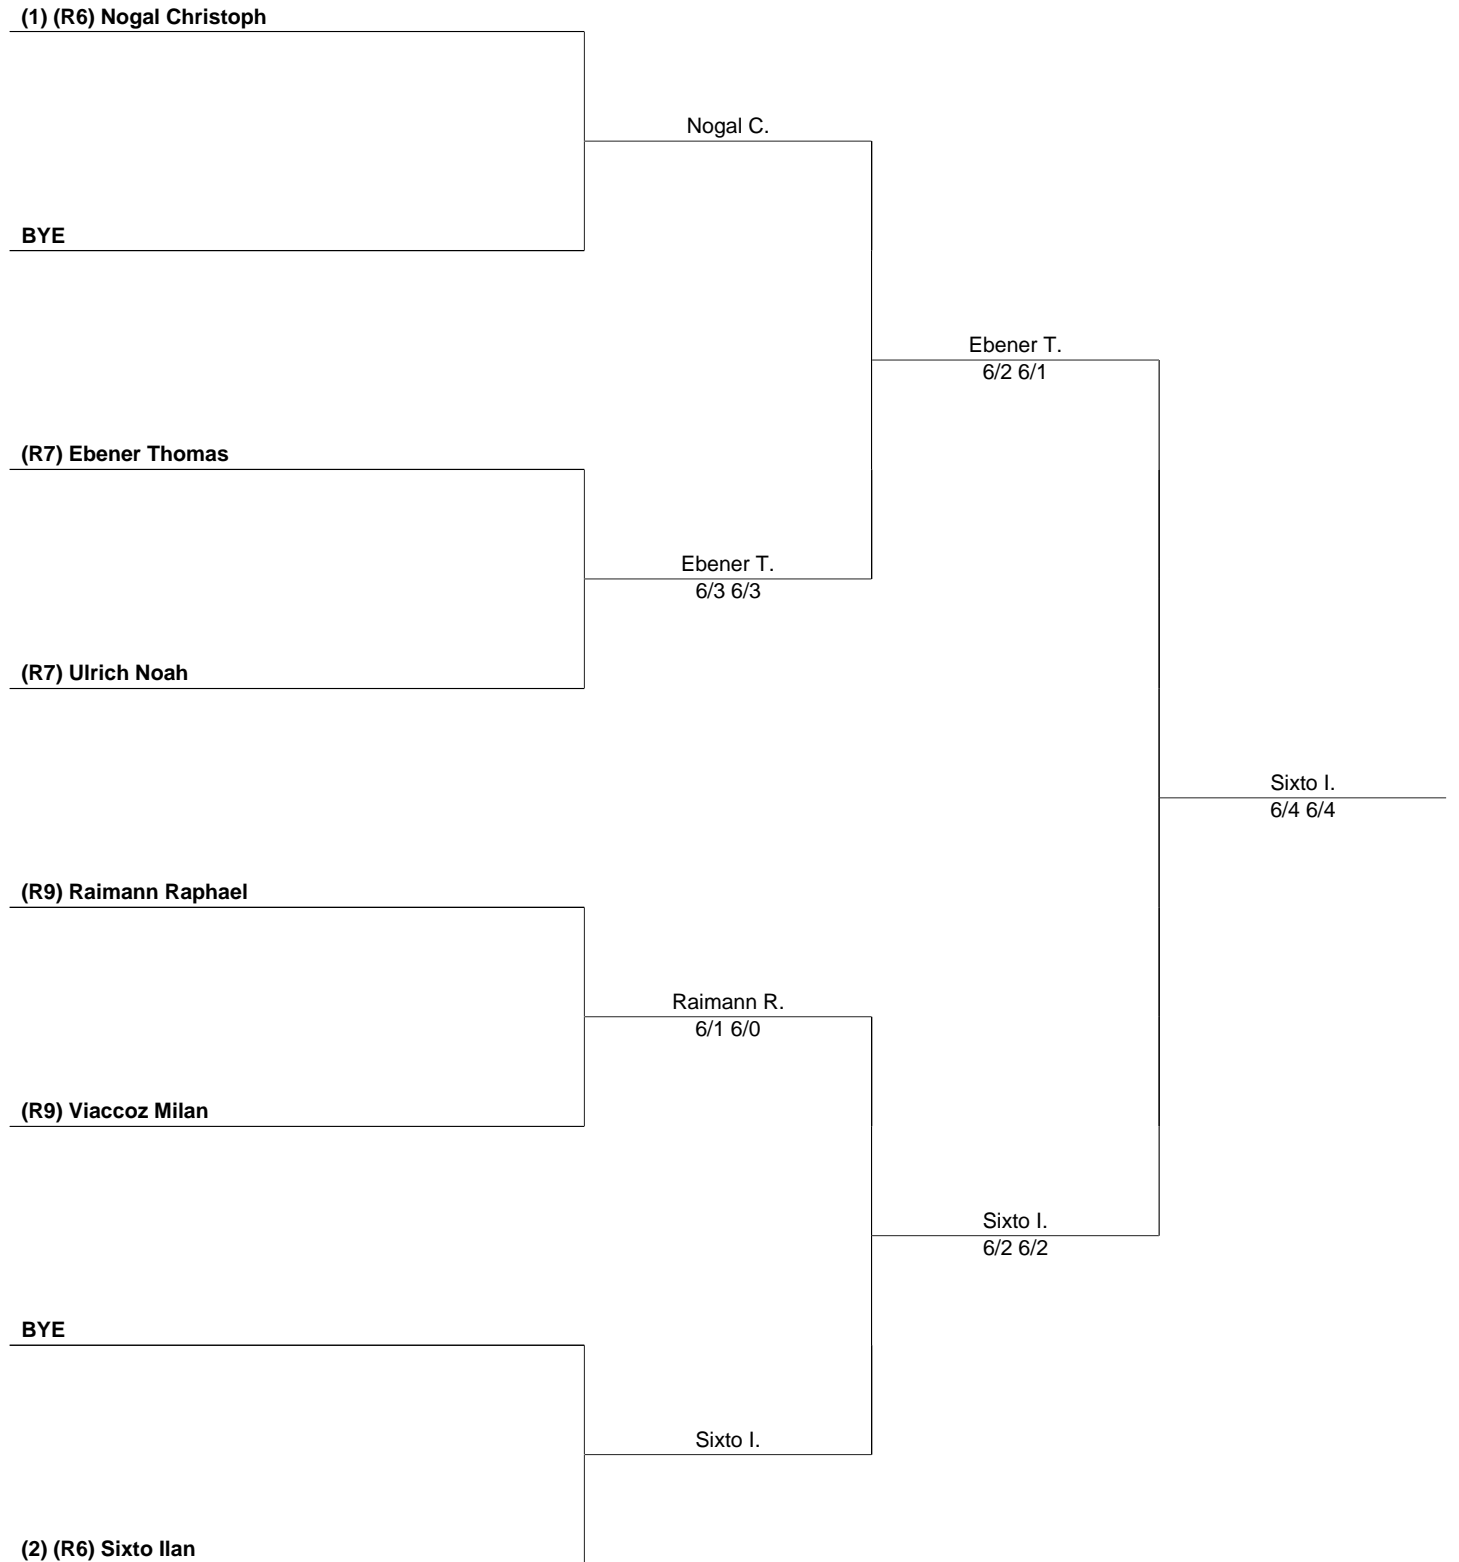 (1) (R6) Nogal Christoph
Nogal C.
BYE
Ebener T.
6/2 6/1
(R7) Ebener Thomas
Ebener T.
6/3 6/3
(R7) Ulrich Noah
Sixto I.
6/4 6/4
(R9) Raimann Raphael
Raimann R.
6/1 6/0
(R9) Viaccoz Milan
Sixto I.
6/2 6/2
BYE
Sixto I.
(2) (R6) Sixto Ilan